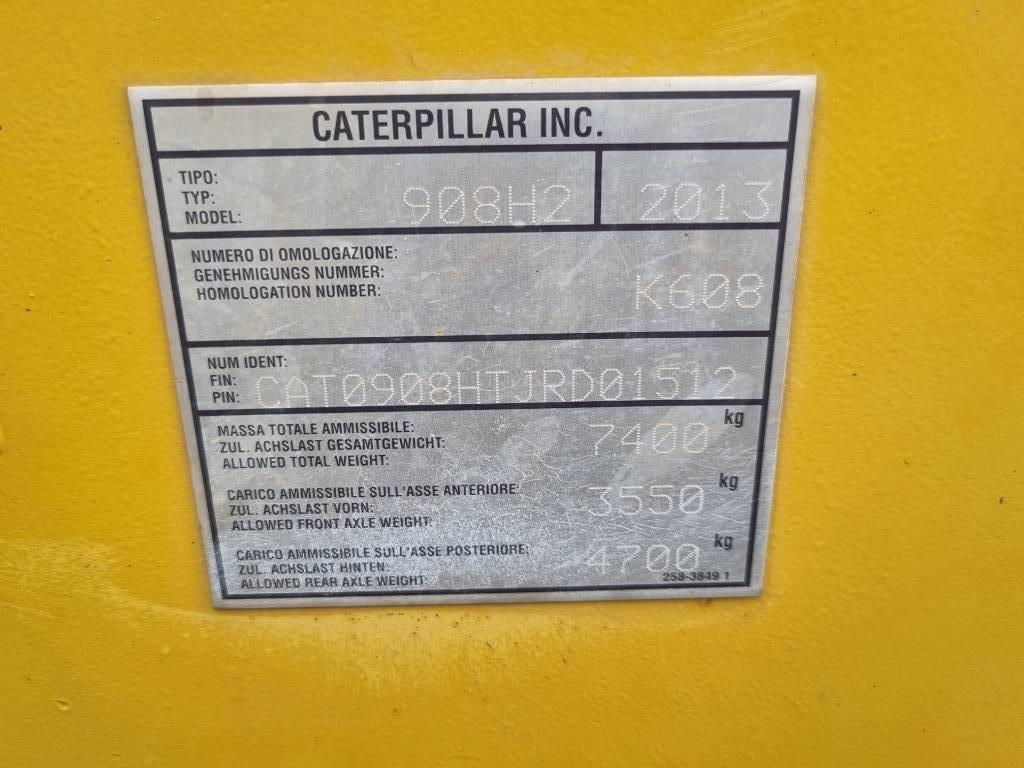 CATERPILLAR INC.
TIPO:
TYP:
MODEL: 908H2 2013
NUMERO DI OMOLOGAZIONE:
GENEHMIGUNGS NUMMER:
HOMOLOGATION NUMBER: K608
NUM IDENT:
FIN:
PIN: CAT0908HTJRD01512
MASSA TOTALE AMMISSIBILE:
ZUL. ACHSLAST GESAMTGEWICHT: 7400 kg
ALLOWED TOTAL WEIGHT:
CARICO AMMISSIBILE SULL'ASSE ANTERIORE:
ZUL. ACHSLAST VORN: 3550 kg
ALLOWED FRONT AXLE WEIGHT:
CARICO AMMISSIBILE SULL'ASSE POSTERIORE:
ZUL. ACHSLAST HINTEN: 4700 kg
ALLOWED REAR AXLE WEIGHT: 258-3849 1